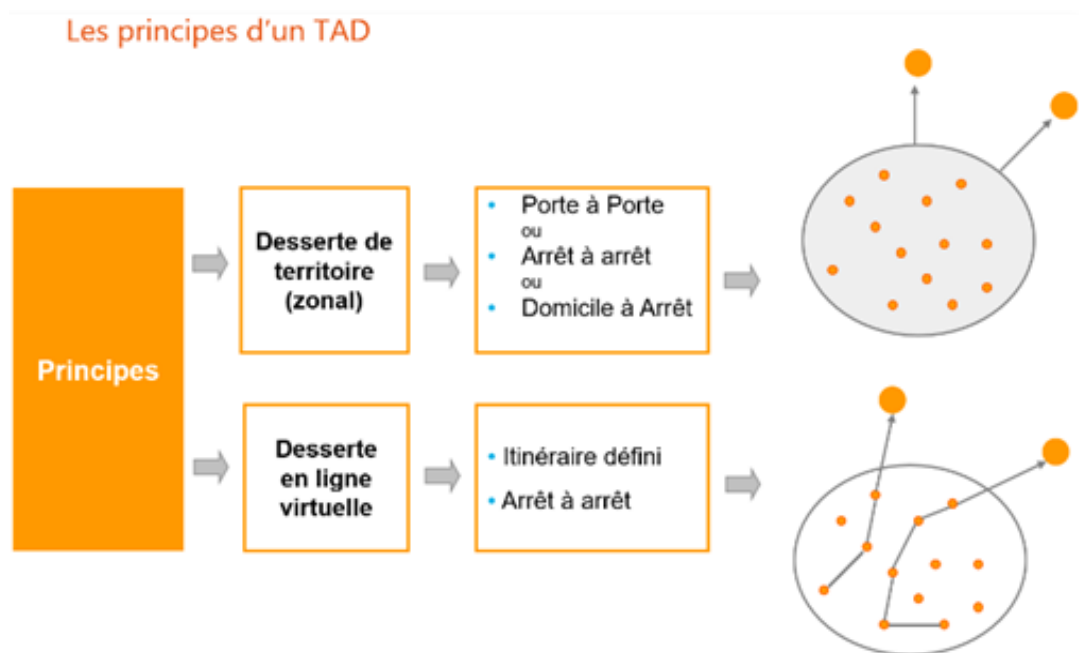 Les principes d'un TAD
Principes
Desserte de
territoire
(zonal)
• Porte à Porte
ou
• Arrêt à arrêt
ou
• Domicile à Arrêt
Desserte
en ligne
virtuelle
• Itinéraire défini
• Arrêt à arrêt